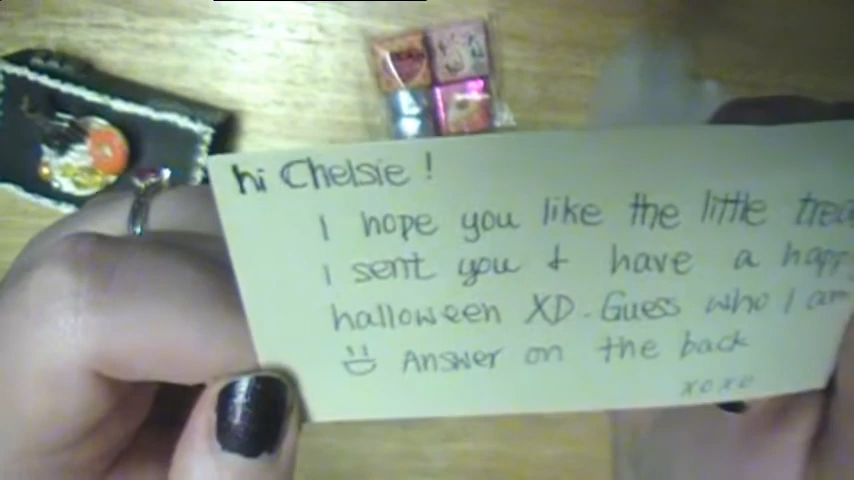 hi Chelsie !
I hope you like the little
I sent you + have a
halloween XD. Guess who I am
Answer on the back
xoxo